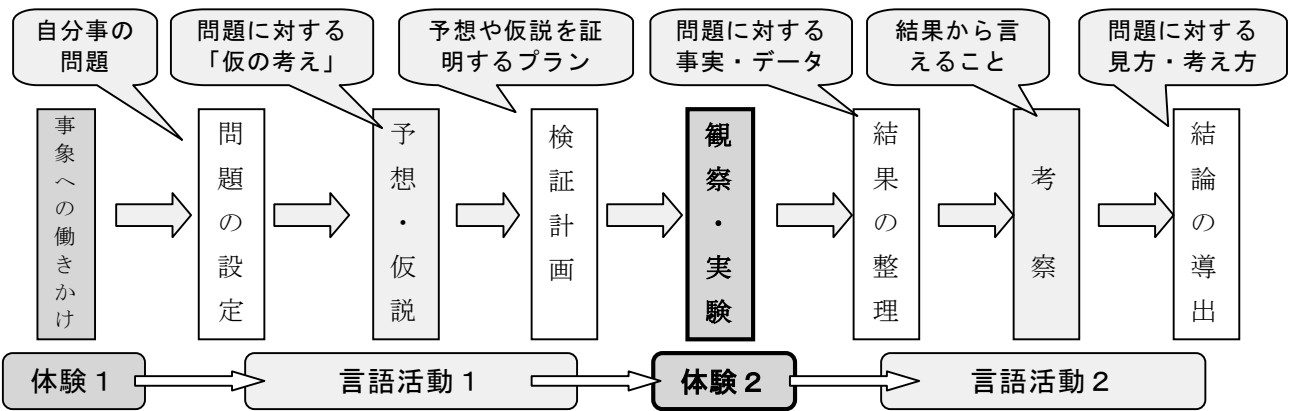 自分事の
問題
問題に対する
「仮の考え」
予想や仮説を証
明するプラン
問題に対する
事実・データ
結果から言
えること
問題に対する
見方・考え方
事象への働きかけ
問題の設定
予想・仮説
検証計画
観察・実験
結果の整理
考察
結論の導出
体験１
言語活動１
体験２
言語活動２